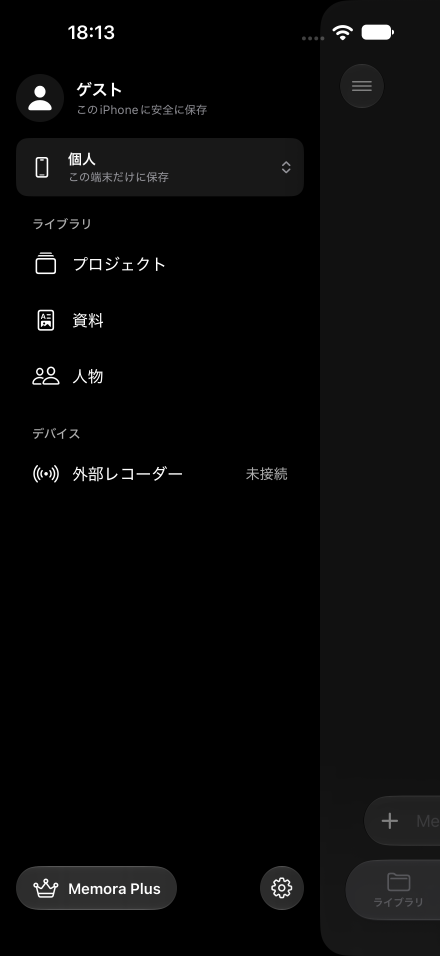 18:13
ゲスト
このiPhoneに安全に保存
個人
この端末だけに保存
ライブラリ
プロジェクト
資料
人物
デバイス
外部レコーダー 未接続
Me
Memora Plus
ライブラリ